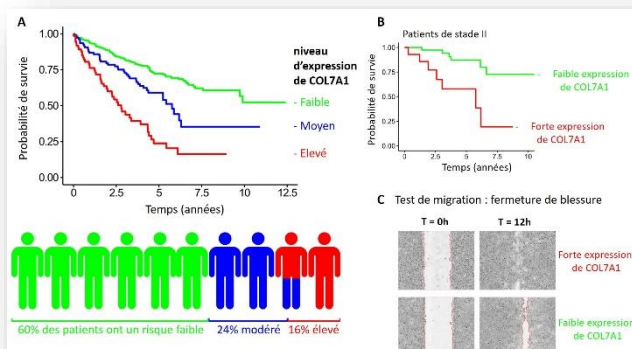 A
Probabilité de survie
1.00
0.75
0.50
0.25
0.00
0
2.5
5
7.5
10
12.5
Temps (années)
niveau
d'expression
de COL7A1
- Faible
- Moyen
- Elevé
60% des patients ont un risque faible
24% modéré
16% élevé
B
Patients de stade II
Probabilité de survie
1.00
0.75
0.50
0.25
0.00
0
2.5
5
7.5
10
Temps (années)
Faible expression
de COL7A1
Forte expression
de COL7A1
C Test de migration : fermeture de blessure
T = 0h
T = 12h
Forte expression
de COL7A1
Faible expression
de COL7A1